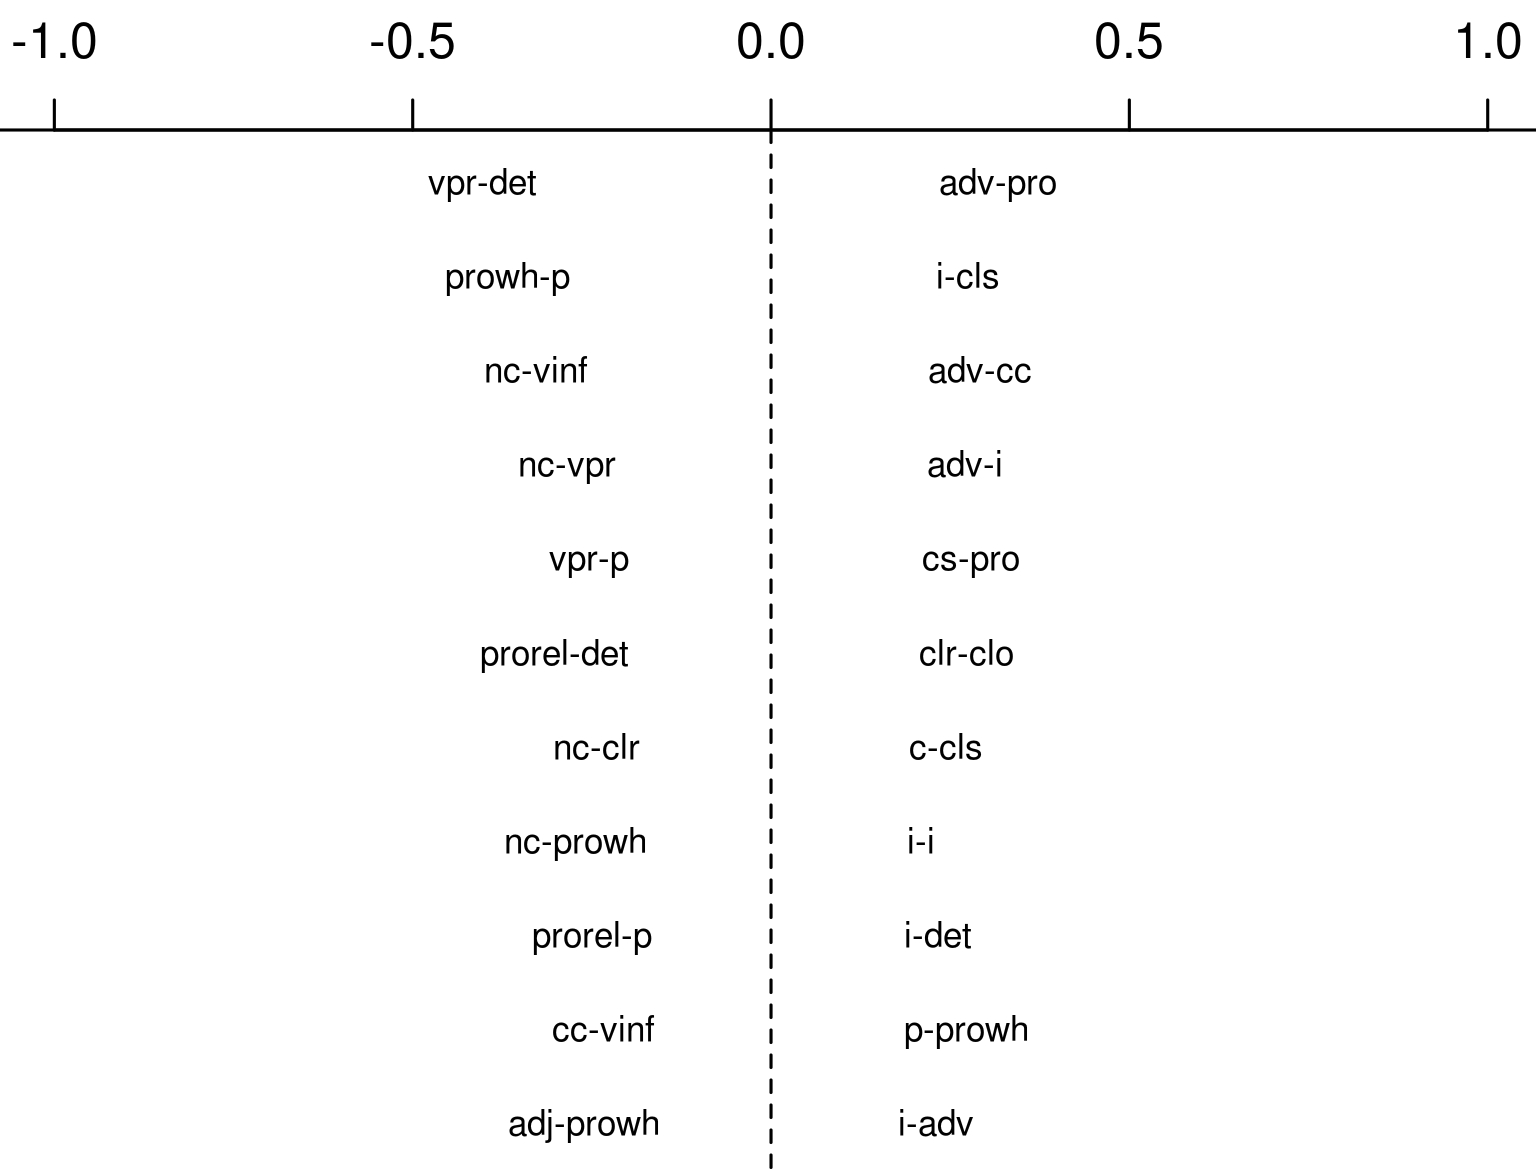 -1.0 -0.5 0.0 0.5 1.0
vpr-det adv-pro
prowh-p i-cls
nc-vinf adv-cc
nc-vpr adv-i
vpr-p cs-pro
prorel-det clr-clo
nc-clr c-cls
nc-prowh i-i
prorel-p i-det
cc-vinf p-prowh
adj-prowh i-adv